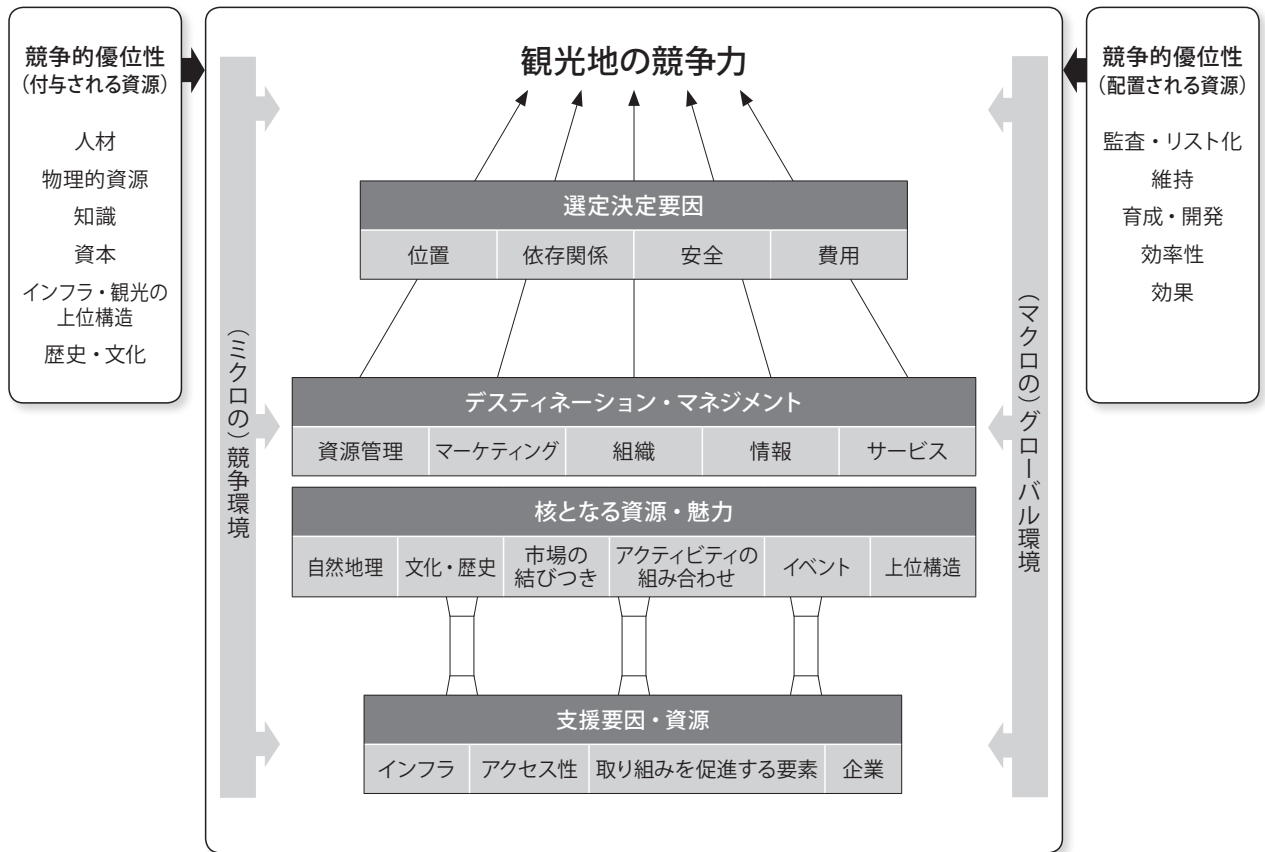 競争的優位性
（付与される資源）
人材
物理的資源
知識
資本
インフラ・観光の
上位構造
歴史・文化
（ミクロの）競争環境
観光地の競争力
選定決定要因
位置
依存関係
安全
費用
デスティネーション・マネジメント
資源管理
マーケティング
組織
情報
サービス
核となる資源・魅力
自然地理
文化・歴史
市場の
結びつき
アクティビティの
組み合わせ
イベント
上位構造
支援要因・資源
インフラ
アクセス性
取り組みを促進する要素
企業
（マクロの）グローバル環境
競争的優位性
（配置される資源）
監査・リスト化
維持
育成・開発
効率性
効果